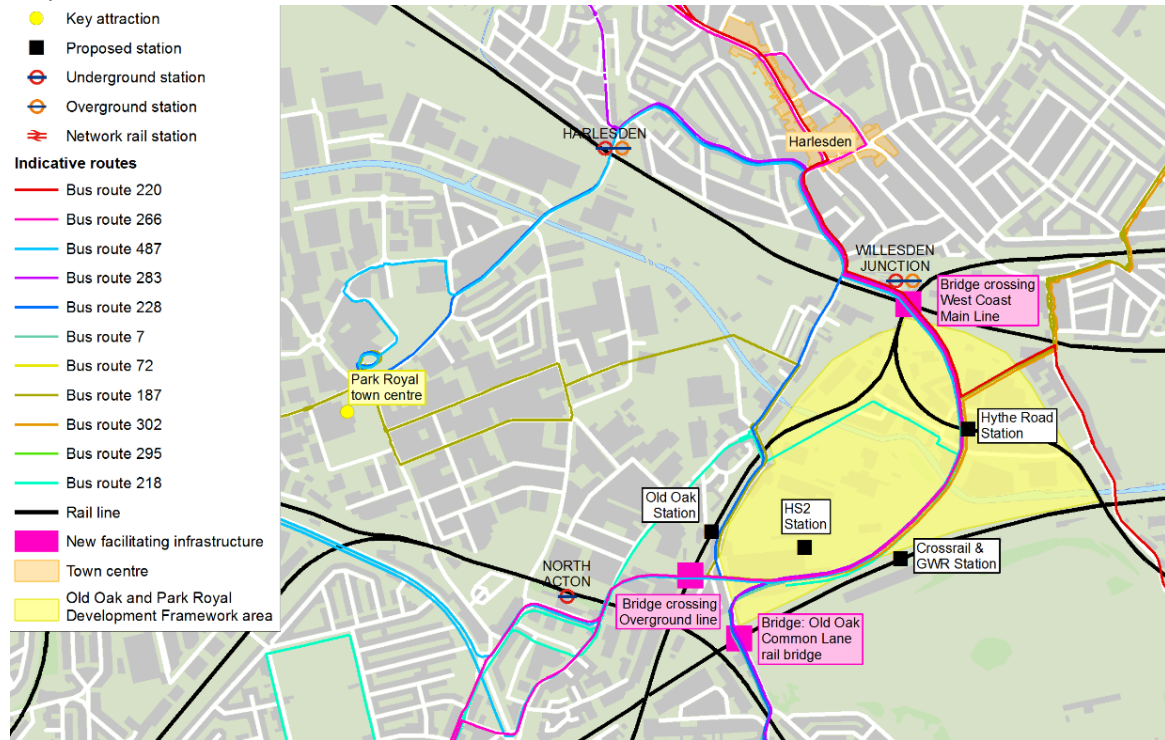 Key attraction
Proposed station
Underground station
Overground station
Network rail station
Indicative routes
Bus route 220
Bus route 266
Bus route 487
Bus route 283
Bus route 228
Bus route 7
Bus route 72
Bus route 187
Bus route 302
Bus route 295
Bus route 218
Rail line
New facilitating infrastructure
Town centre
Old Oak and Park Royal
Development Framework area
HARLESDEN
Harlesden
WILLESDEN
JUNCTION
Bridge crossing
West Coast
Main Line
Park Royal
town centre
Hythe Road
Station
Old Oak
Station
HS2
Station
Crossrail &
GWR Station
NORTH
ACTON
Bridge crossing
Overground line
Bridge: Old Oak
Common Lane
rail bridge